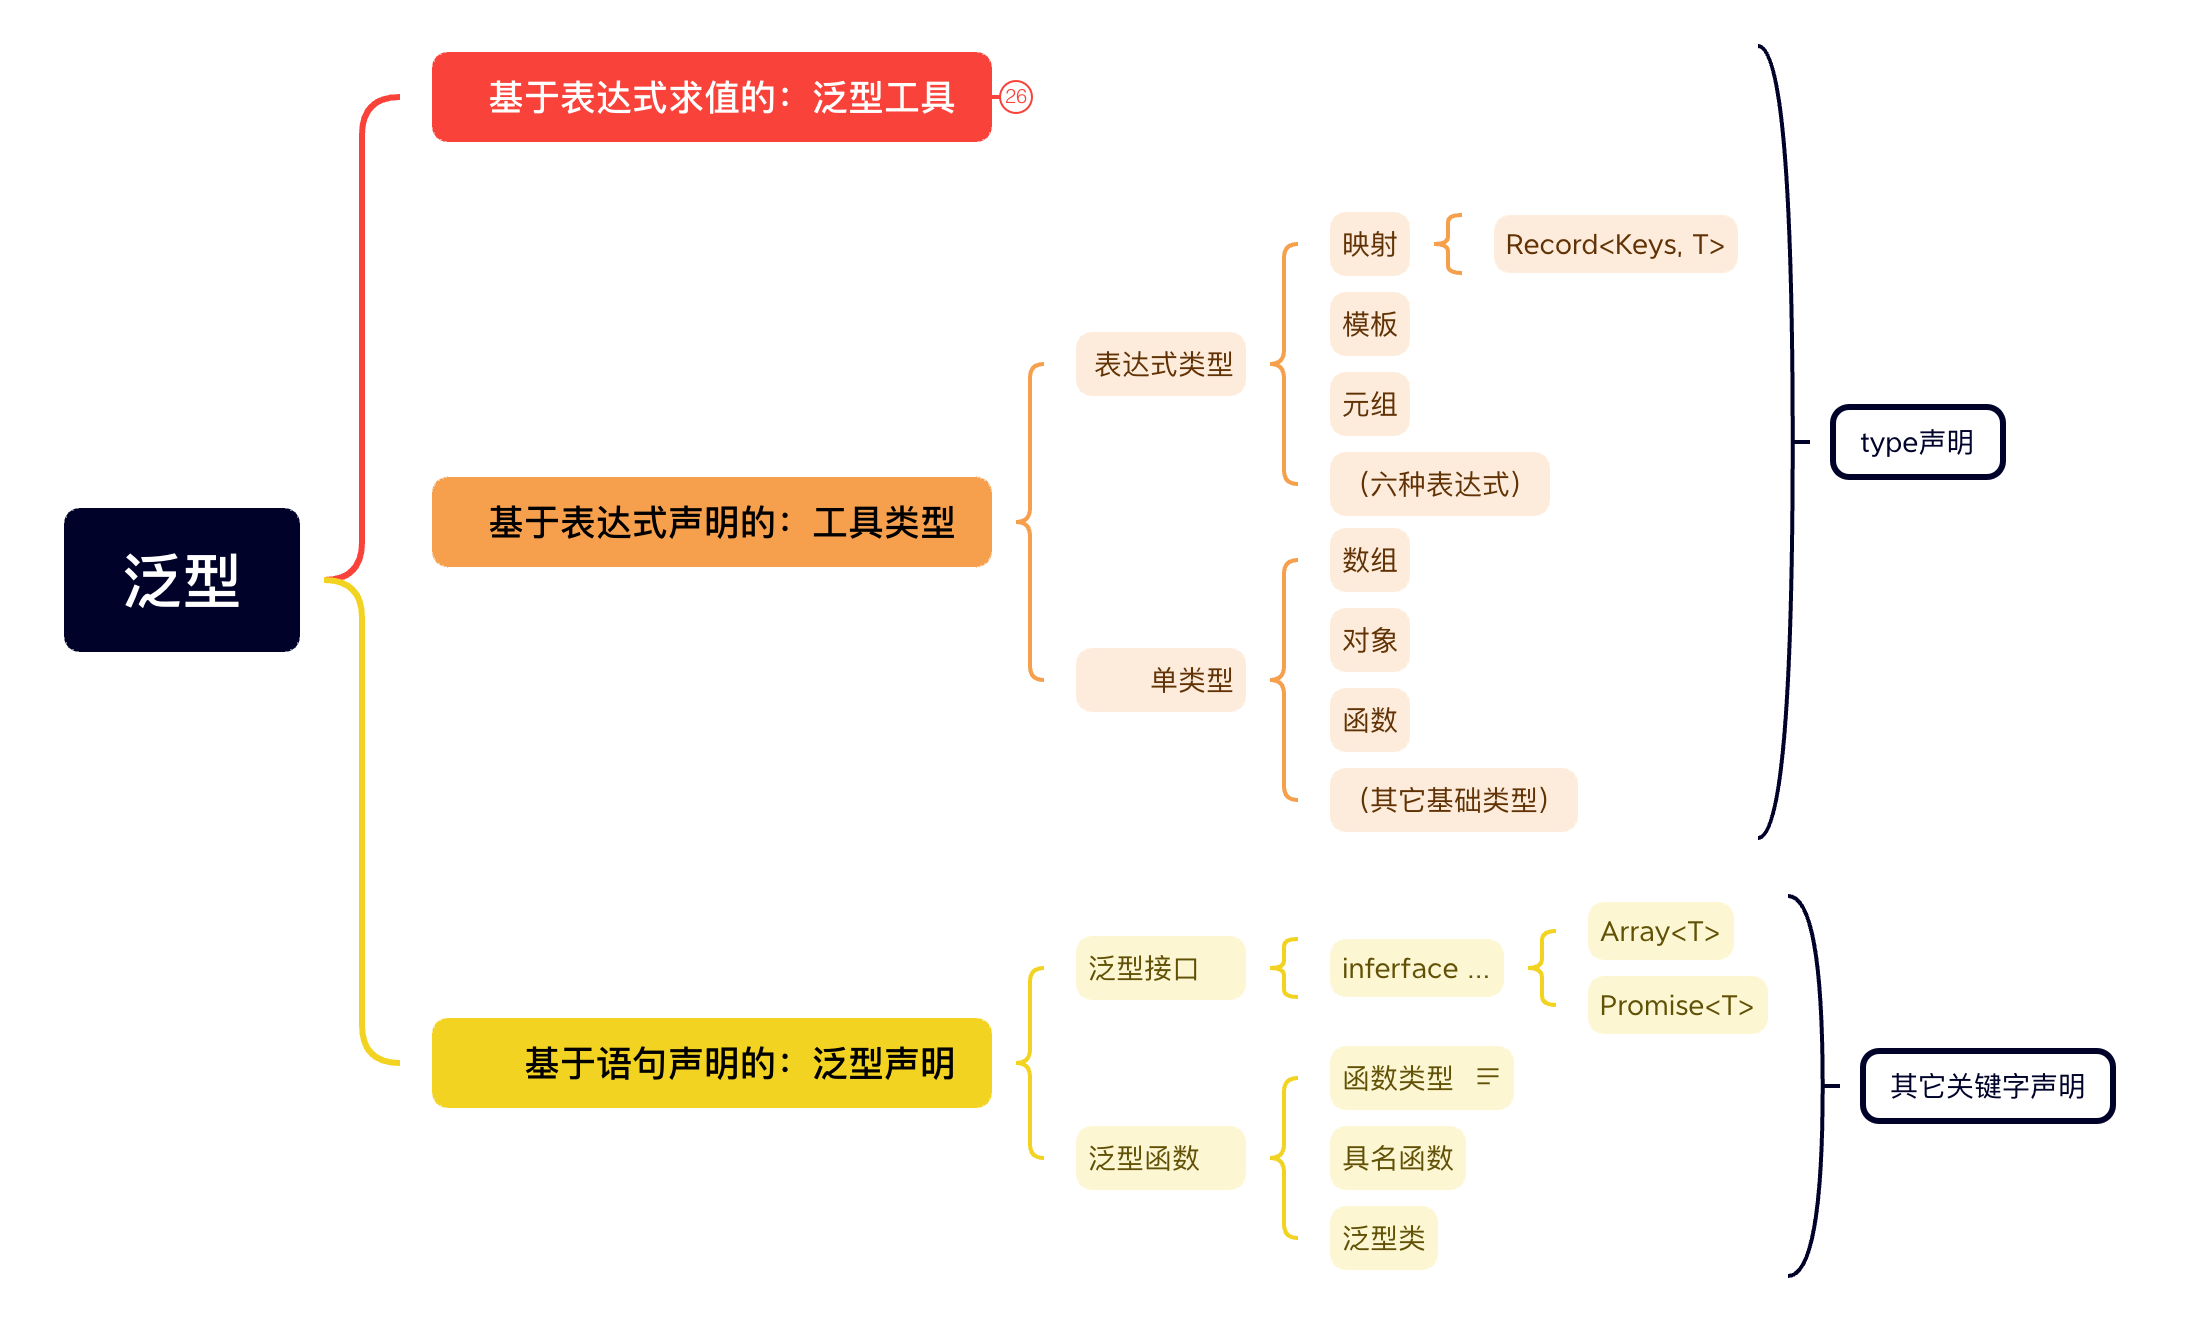 泛型
基于表达式求值的：泛型工具
26
基于表达式声明的：工具类型
表达式类型
映射
Record<Keys, T>
模板
元组
（六种表达式）
单类型
数组
对象
函数
（其它基础类型）
type声明
基于语句声明的：泛型声明
泛型接口
inferface ...
Array<T>
Promise<T>
泛型函数
函数类型
具名函数
泛型类
其它关键字声明